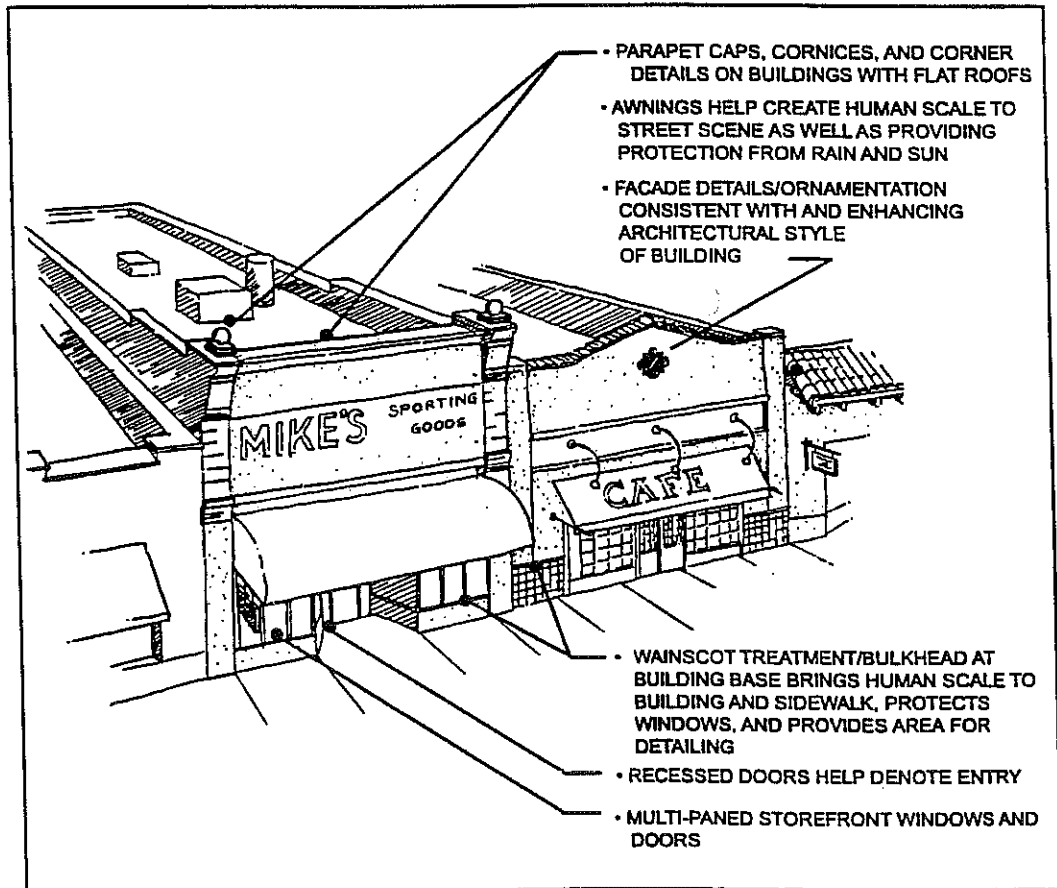 • PARAPET CAPS, CORNICES, AND CORNER
DETAILS ON BUILDINGS WITH FLAT ROOFS
• AWNINGS HELP CREATE HUMAN SCALE TO
STREET SCENE AS WELL AS PROVIDING
PROTECTION FROM RAIN AND SUN
• FACADE DETAILS/ORNAMENTATION
CONSISTENT WITH AND ENHANCING
ARCHITECTURAL STYLE
OF BUILDING
MIKE'S SPORTING
GOODS
CAFE
• WAINSCOT TREATMENT/BULKHEAD AT
BUILDING BASE BRINGS HUMAN SCALE TO
BUILDING AND SIDEWALK, PROTECTS
WINDOWS, AND PROVIDES AREA FOR
DETAILING
• RECESSED DOORS HELP DENOTE ENTRY
• MULTI-PANED STOREFRONT WINDOWS AND
DOORS